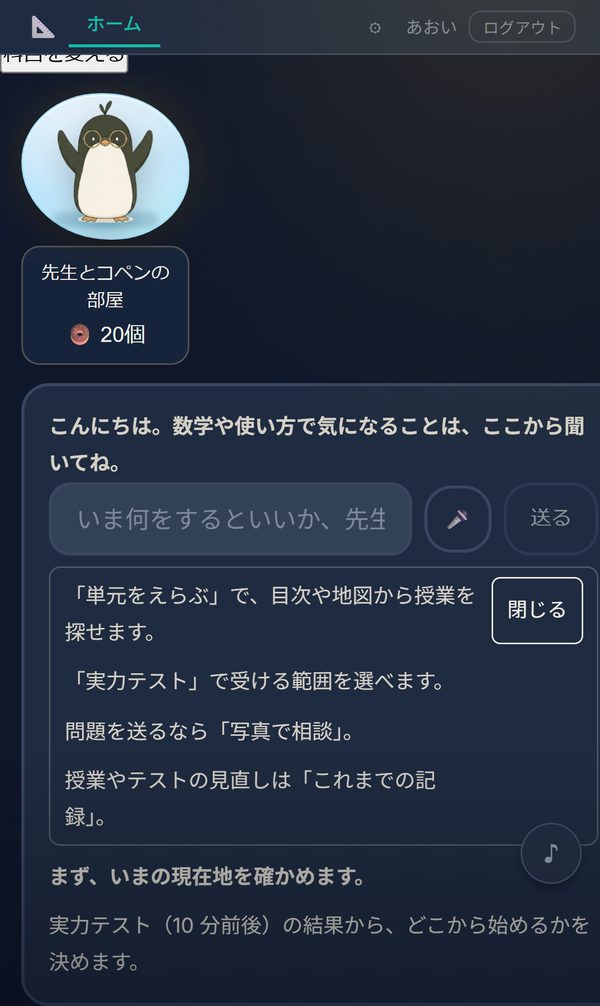 ホーム
あおい
ログアウト
科目を変える
先生とコペンの
部屋
20個
こんにちは。数学や使い方で気になることは、ここから聞
いてね。
いま何をするといいか、先生
送る
「単元をえらぶ」で、目次や地図から授業を
探せます。
閉じる
「実力テスト」で受ける範囲を選べます。
問題を送るなら「写真で相談」。
授業やテストの見直しは「これまでの記
録」。
まず、いまの現在地を確かめます。
実力テスト（10 分前後）の結果から、どこから始めるかを
決めます。